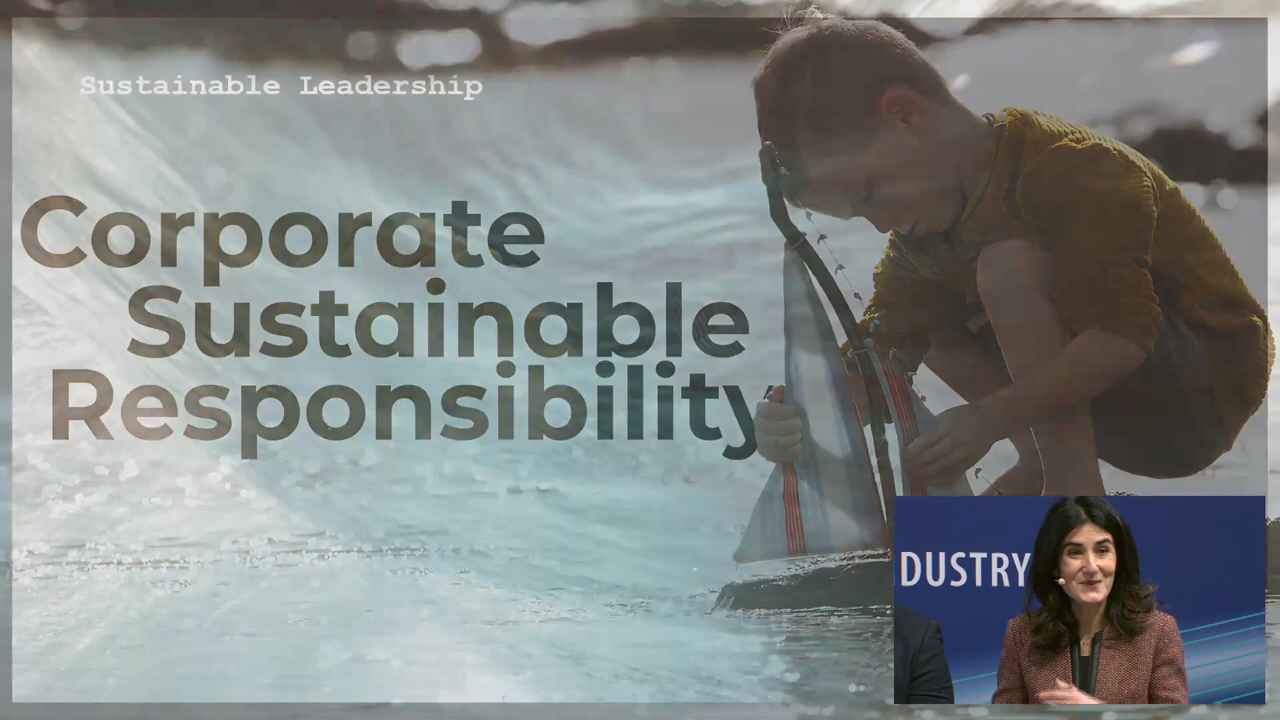 Sustainable Leadership
Corporate
Sustainable
Responsibility
DUSTRY